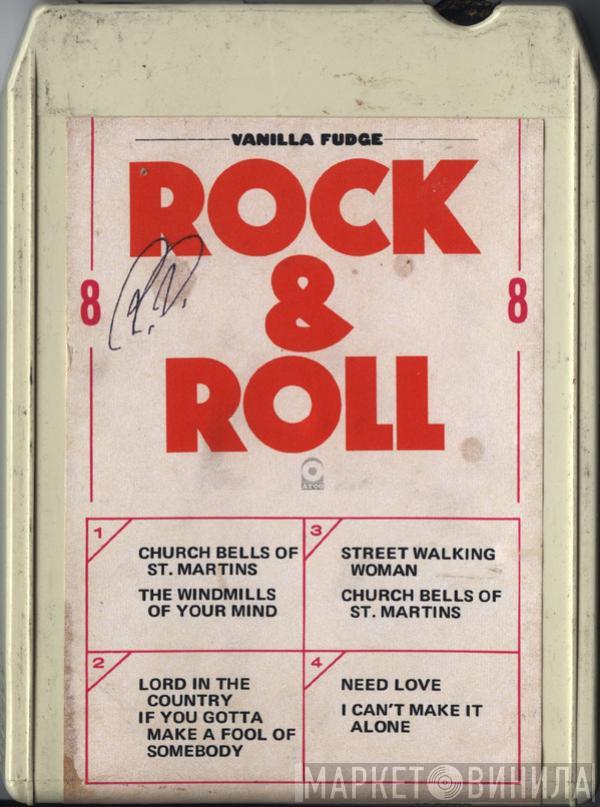 VANILLA FUDGE
ROCK
&
ROLL
8
8
ATCO
1
CHURCH BELLS OF
ST. MARTINS
THE WINDMILLS
OF YOUR MIND
3
STREET WALKING
WOMAN
CHURCH BELLS OF
ST. MARTINS
2
LORD IN THE
COUNTRY
IF YOU GOTTA
MAKE A FOOL OF
SOMEBODY
4
NEED LOVE
I CAN'T MAKE IT
ALONE
МАРКЕТ ВИНИЛА